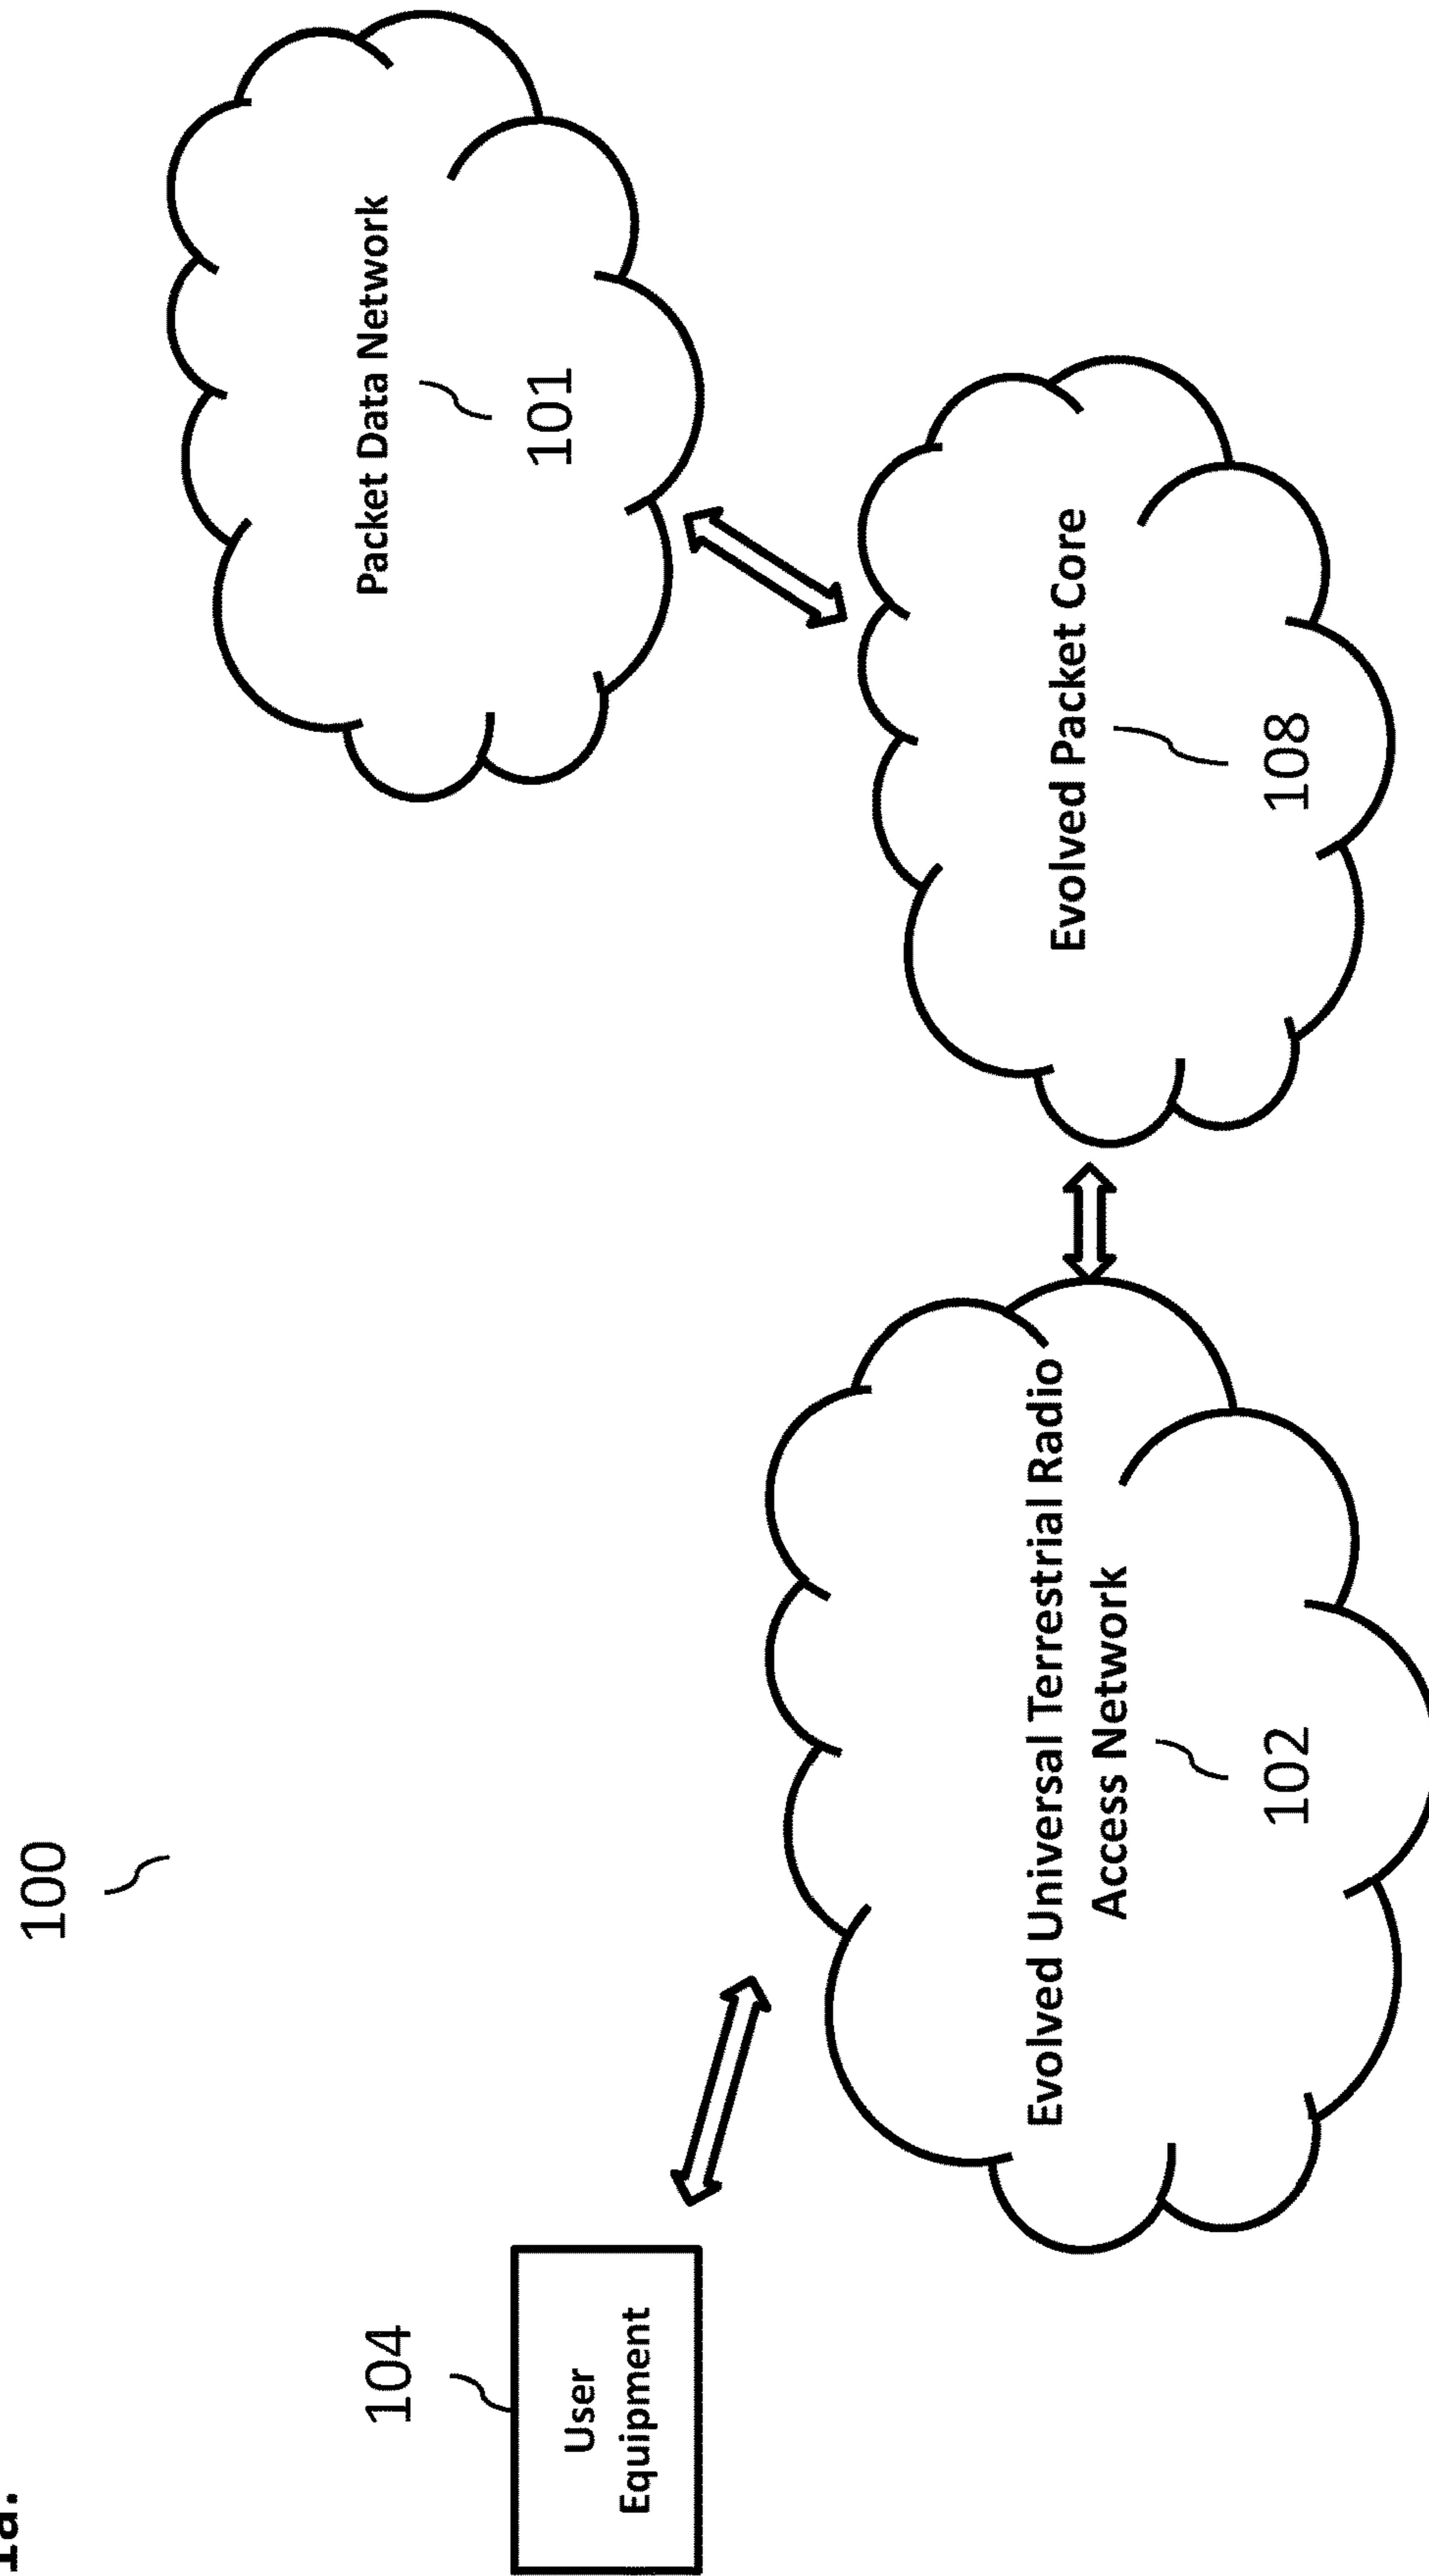 1a.
100
104
User
Equipment
Packet Data Network
101
Evolved Universal Terrestrial Radio
Access Network
102
Evolved Packet Core
108